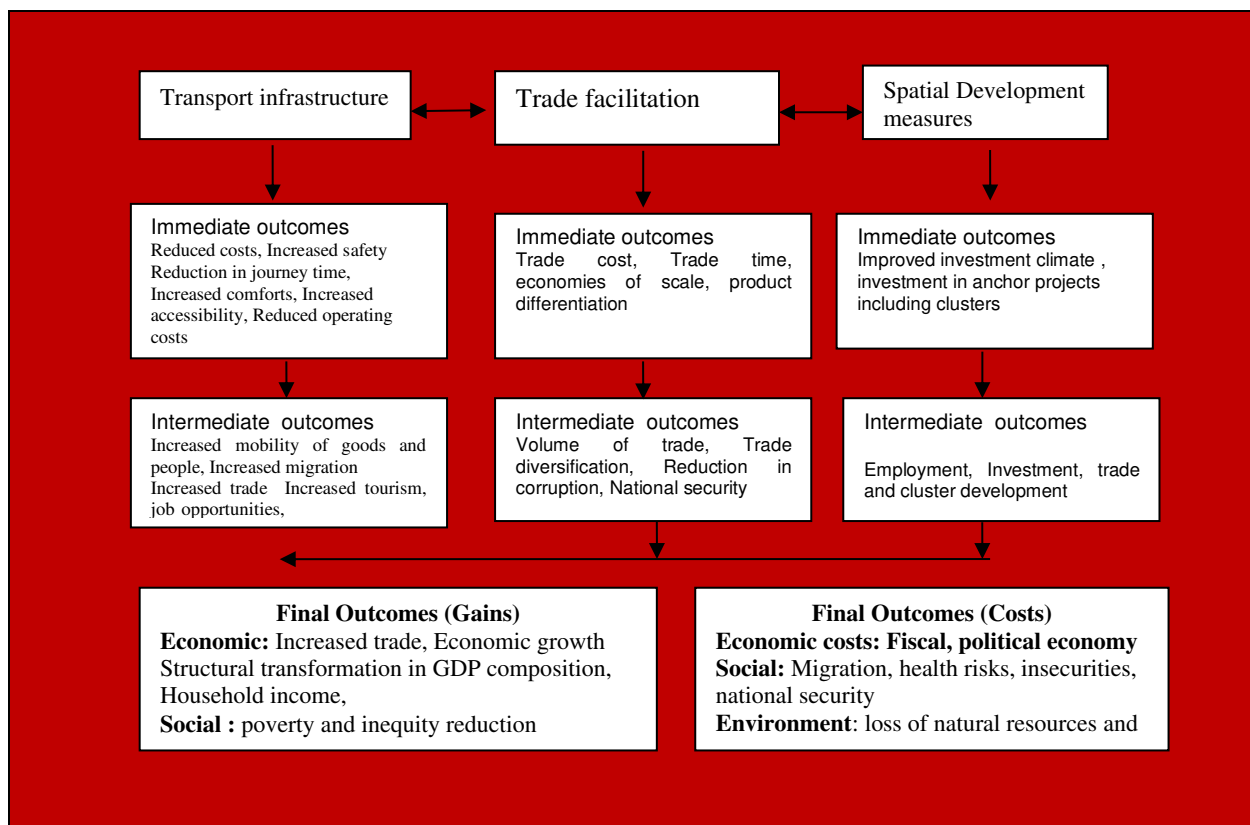 Transport infrastructure
Trade facilitation
Spatial Development
measures
Immediate outcomes
Reduced costs, Increased safety
Reduction in journey time,
Increased comforts, Increased
accessibility, Reduced operating
costs
Immediate outcomes
Trade cost, Trade time,
economies of scale, product
differentiation
Immediate outcomes
Improved investment climate ,
investment in anchor projects
including clusters
Intermediate outcomes
Increased mobility of goods and
people, Increased migration
Increased trade Increased tourism,
job opportunities,
Intermediate outcomes
Volume of trade, Trade
diversification, Reduction in
corruption, National security
Intermediate outcomes
Employment, Investment, trade
and cluster development
Final Outcomes (Gains)
Economic: Increased trade, Economic growth
Structural transformation in GDP composition,
Household income,
Social : poverty and inequity reduction
Final Outcomes (Costs)
Economic costs: Fiscal, political economy
Social: Migration, health risks, insecurities,
national security
Environment: loss of natural resources and